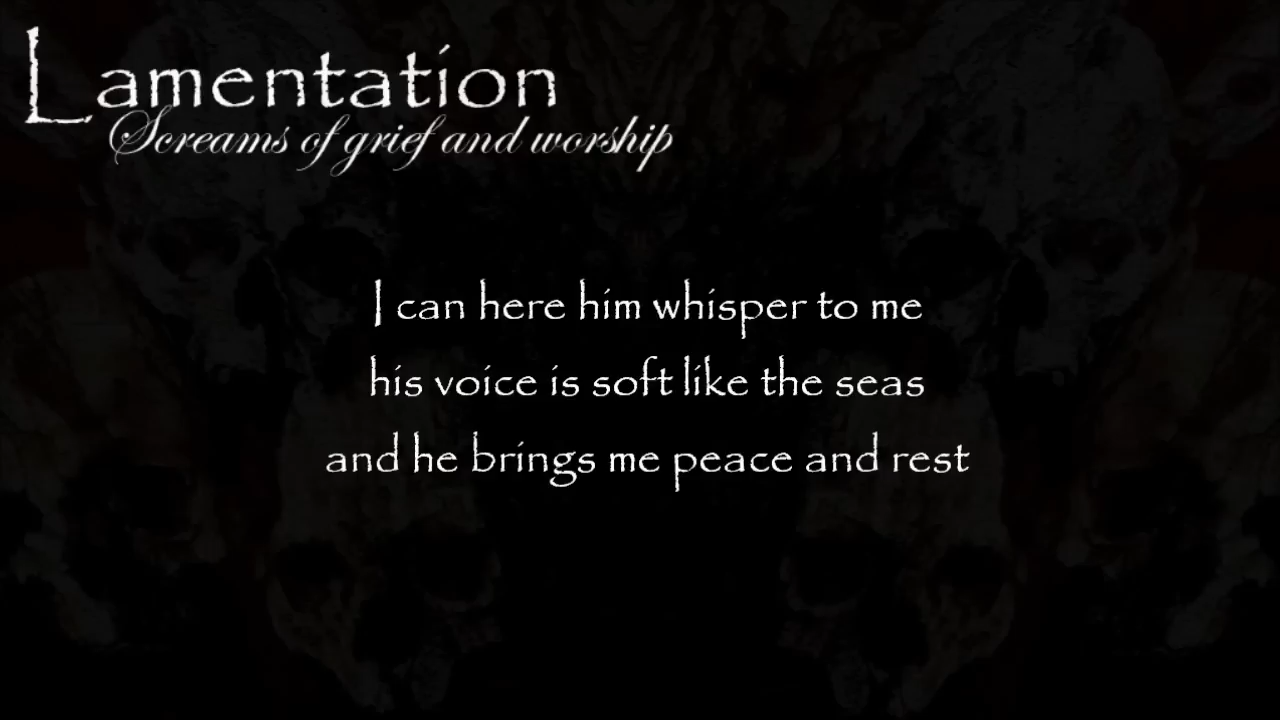 Lamentation
Screams of grief and worship
I can here him whisper to me
his voice is soft like the seas
and he brings me peace and rest